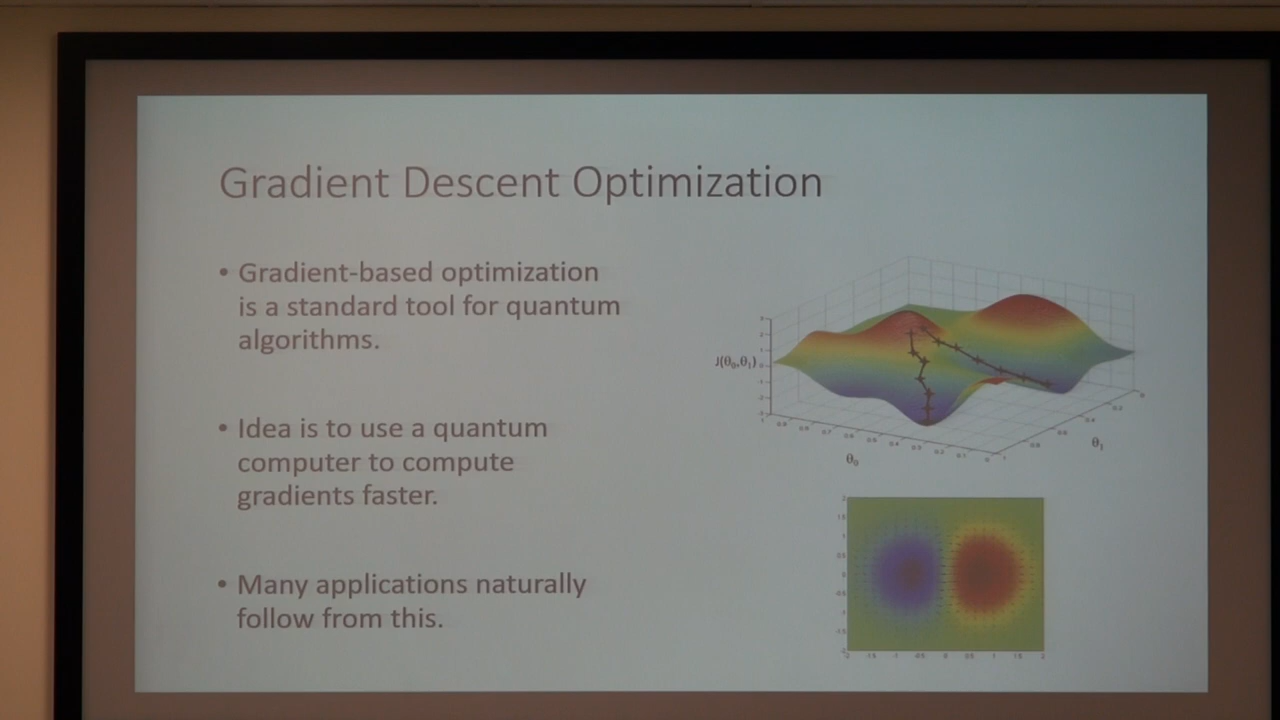 Gradient Descent Optimization
• Gradient-based optimization
is a standard tool for quantum
algorithms.
• Idea is to use a quantum
computer to compute
gradients faster.
• Many applications naturally
follow from this.
J(θ₀,θ₁)
θ₀
θ₁